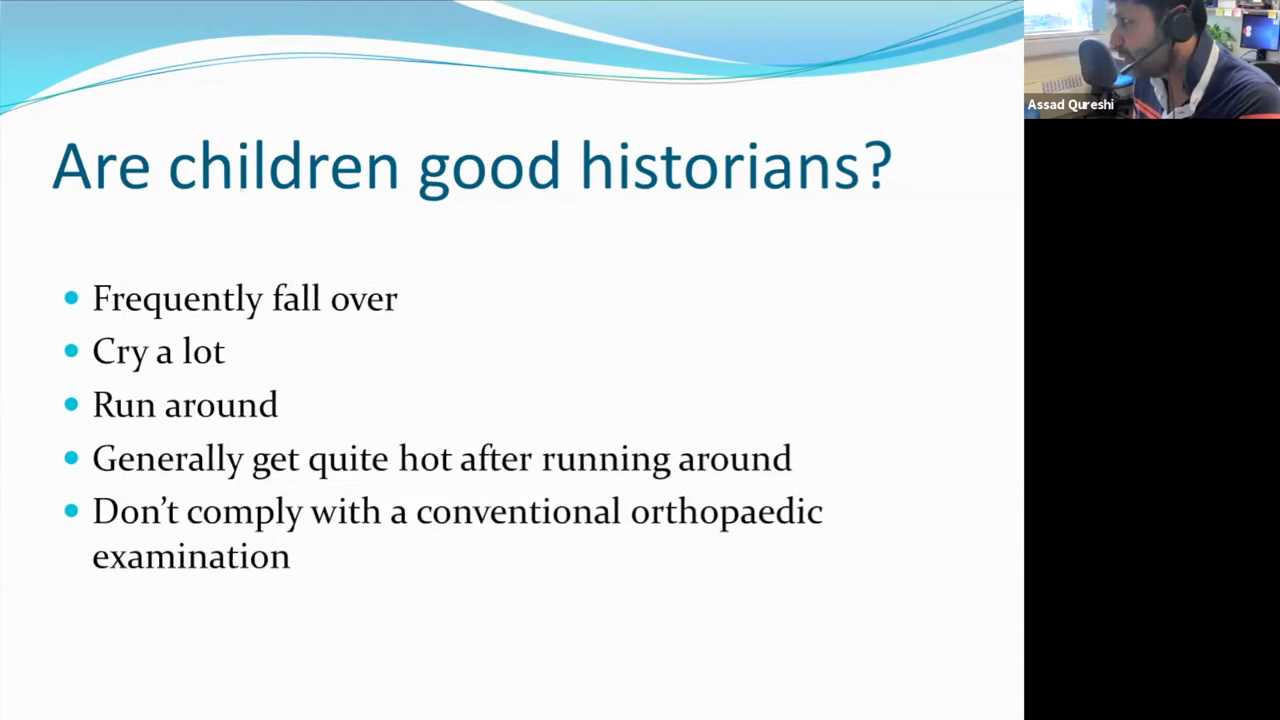 Assad Qureshi
Are children good historians?
• Frequently fall over
• Cry a lot
• Run around
• Generally get quite hot after running around
• Don’t comply with a conventional orthopaedic
examination